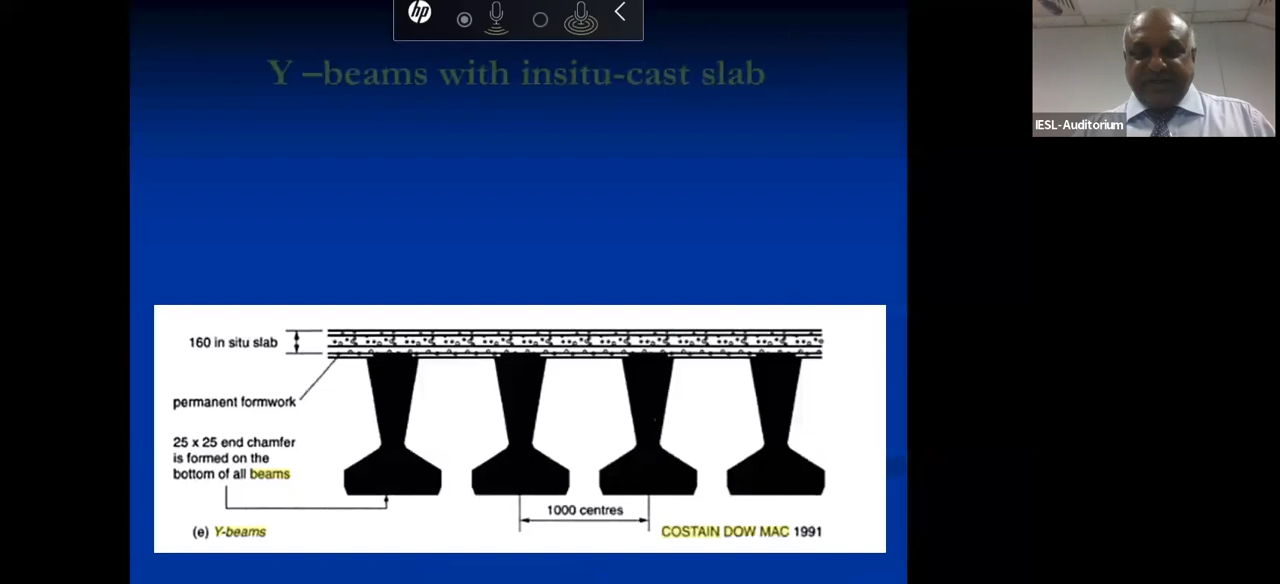 hp
Y –beams with insitu-cast slab
IESL-Auditorium
160 in situ slab
permanent formwork
25 x 25 end chamfer
is formed on the
bottom of all beams
1000 centres
(e) Y-beams
COSTAIN DOW MAC 1991